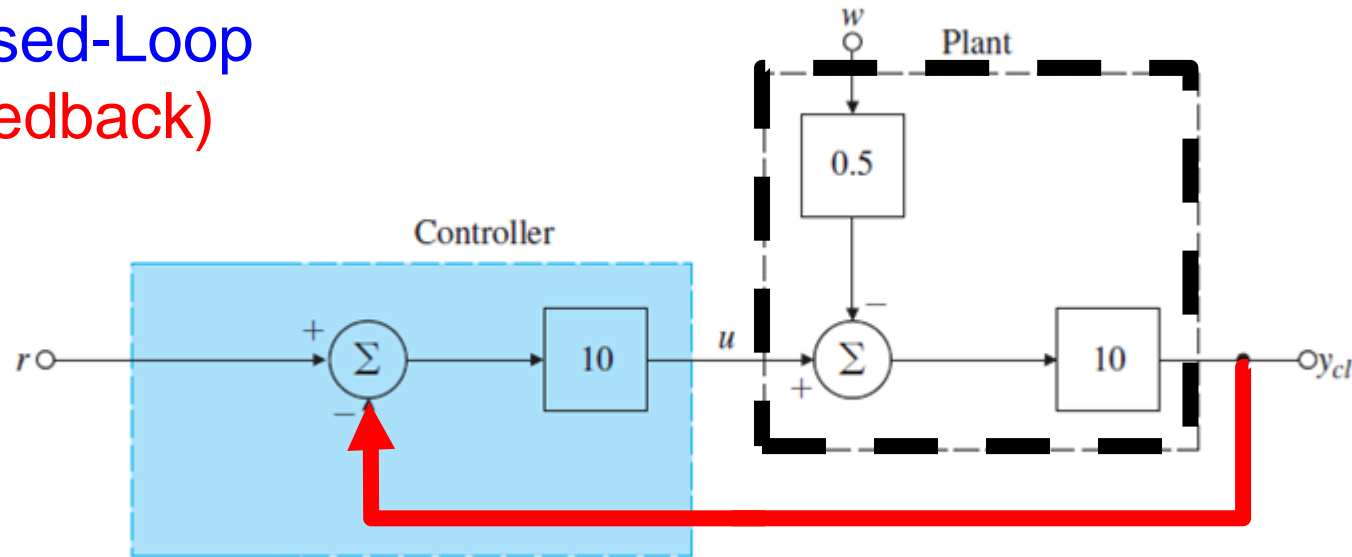 sed-Loop
edback)
w
Plant
0.5
Controller
−
+
u
r
Σ
10
Σ
10
y_cl
+
−